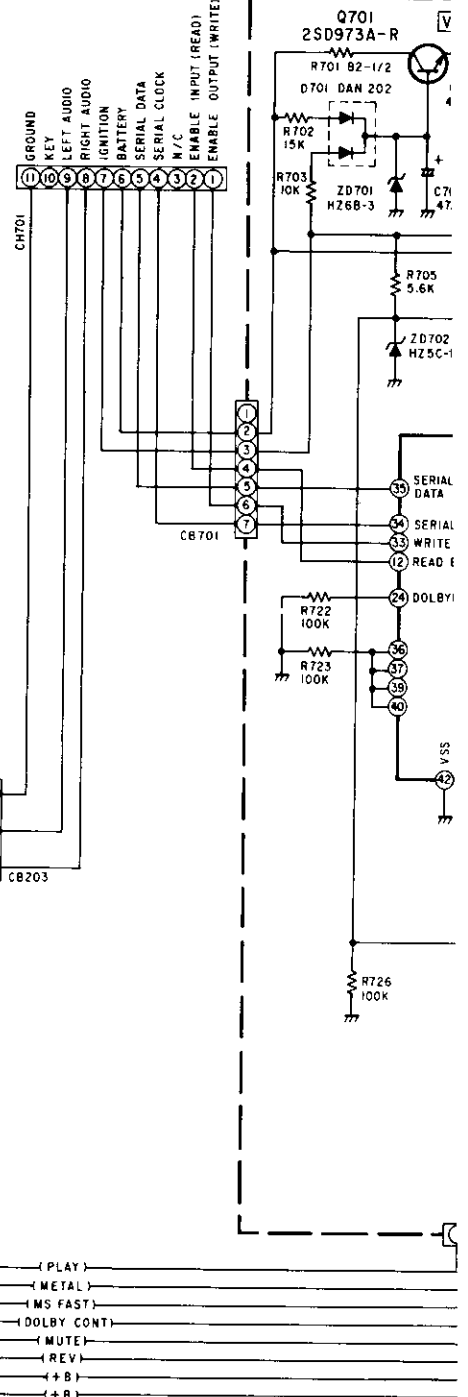 Q701
2SD973A-R
R701 82-1/2
D701 DAN 202
R702
15K
R703
10K
ZD701
HZ6B-3
+
V
GROUND
KEY
LEFT AUDIO
RIGHT AUDIO
IGNITION
BATTERY
SERIAL DATA
SERIAL CLOCK
N/C
ENABLE INPUT (READ)
ENABLE OUTPUT (WRITE)
11 10 9 8 7 6 5 4 3 2 1
CH701
R705
5.6K
ZD702
1
2
3
4
5
6
7
CB701
35 SERIAL
DATA
34 SERIAL
33 WRITE
12 READ
24
R722
100K
R723
100K
36
37
39
40
VSS
42
CB203
R726
100K
(PLAY)
(METAL)
(MS FAST)
(DOLBY CONT)
(MUTE)
(REV)
(+B)
(+B)